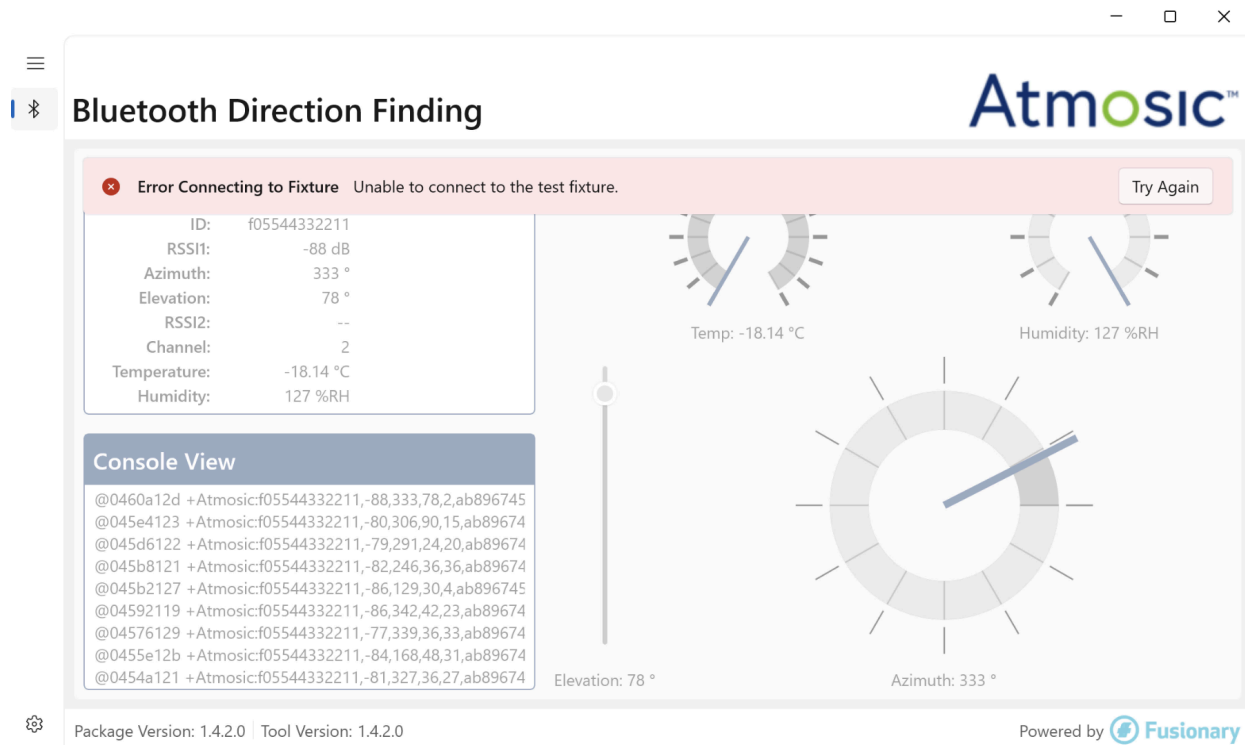 Bluetooth Direction Finding
Atmosic™
Error Connecting to Fixture Unable to connect to the test fixture.
Try Again
ID: f05544332211
RSSI1: -88 dB
Azimuth: 333 °
Elevation: 78 °
RSSI2: --
Channel: 2
Temperature: -18.14 °C
Humidity: 127 %RH
Temp: -18.14 °C
Humidity: 127 %RH
Console View
@0460a12d +Atmosic:f05544332211,-88,333,78,2,ab896745
@045e4123 +Atmosic:f05544332211,-80,306,90,15,ab89674
@045d6122 +Atmosic:f05544332211,-79,291,24,20,ab89674
@045b8121 +Atmosic:f05544332211,-82,246,36,36,ab89674
@045b2127 +Atmosic:f05544332211,-86,129,30,4,ab896745
@04592119 +Atmosic:f05544332211,-86,342,42,23,ab89674
@04576129 +Atmosic:f05544332211,-77,339,36,33,ab89674
@0455e12b +Atmosic:f05544332211,-84,168,48,31,ab89674
@0454a121 +Atmosic:f05544332211,-81,327,36,27,ab89674
Elevation: 78 °
Azimuth: 333 °
Package Version: 1.4.2.0 Tool Version: 1.4.2.0
Powered by Fusionary